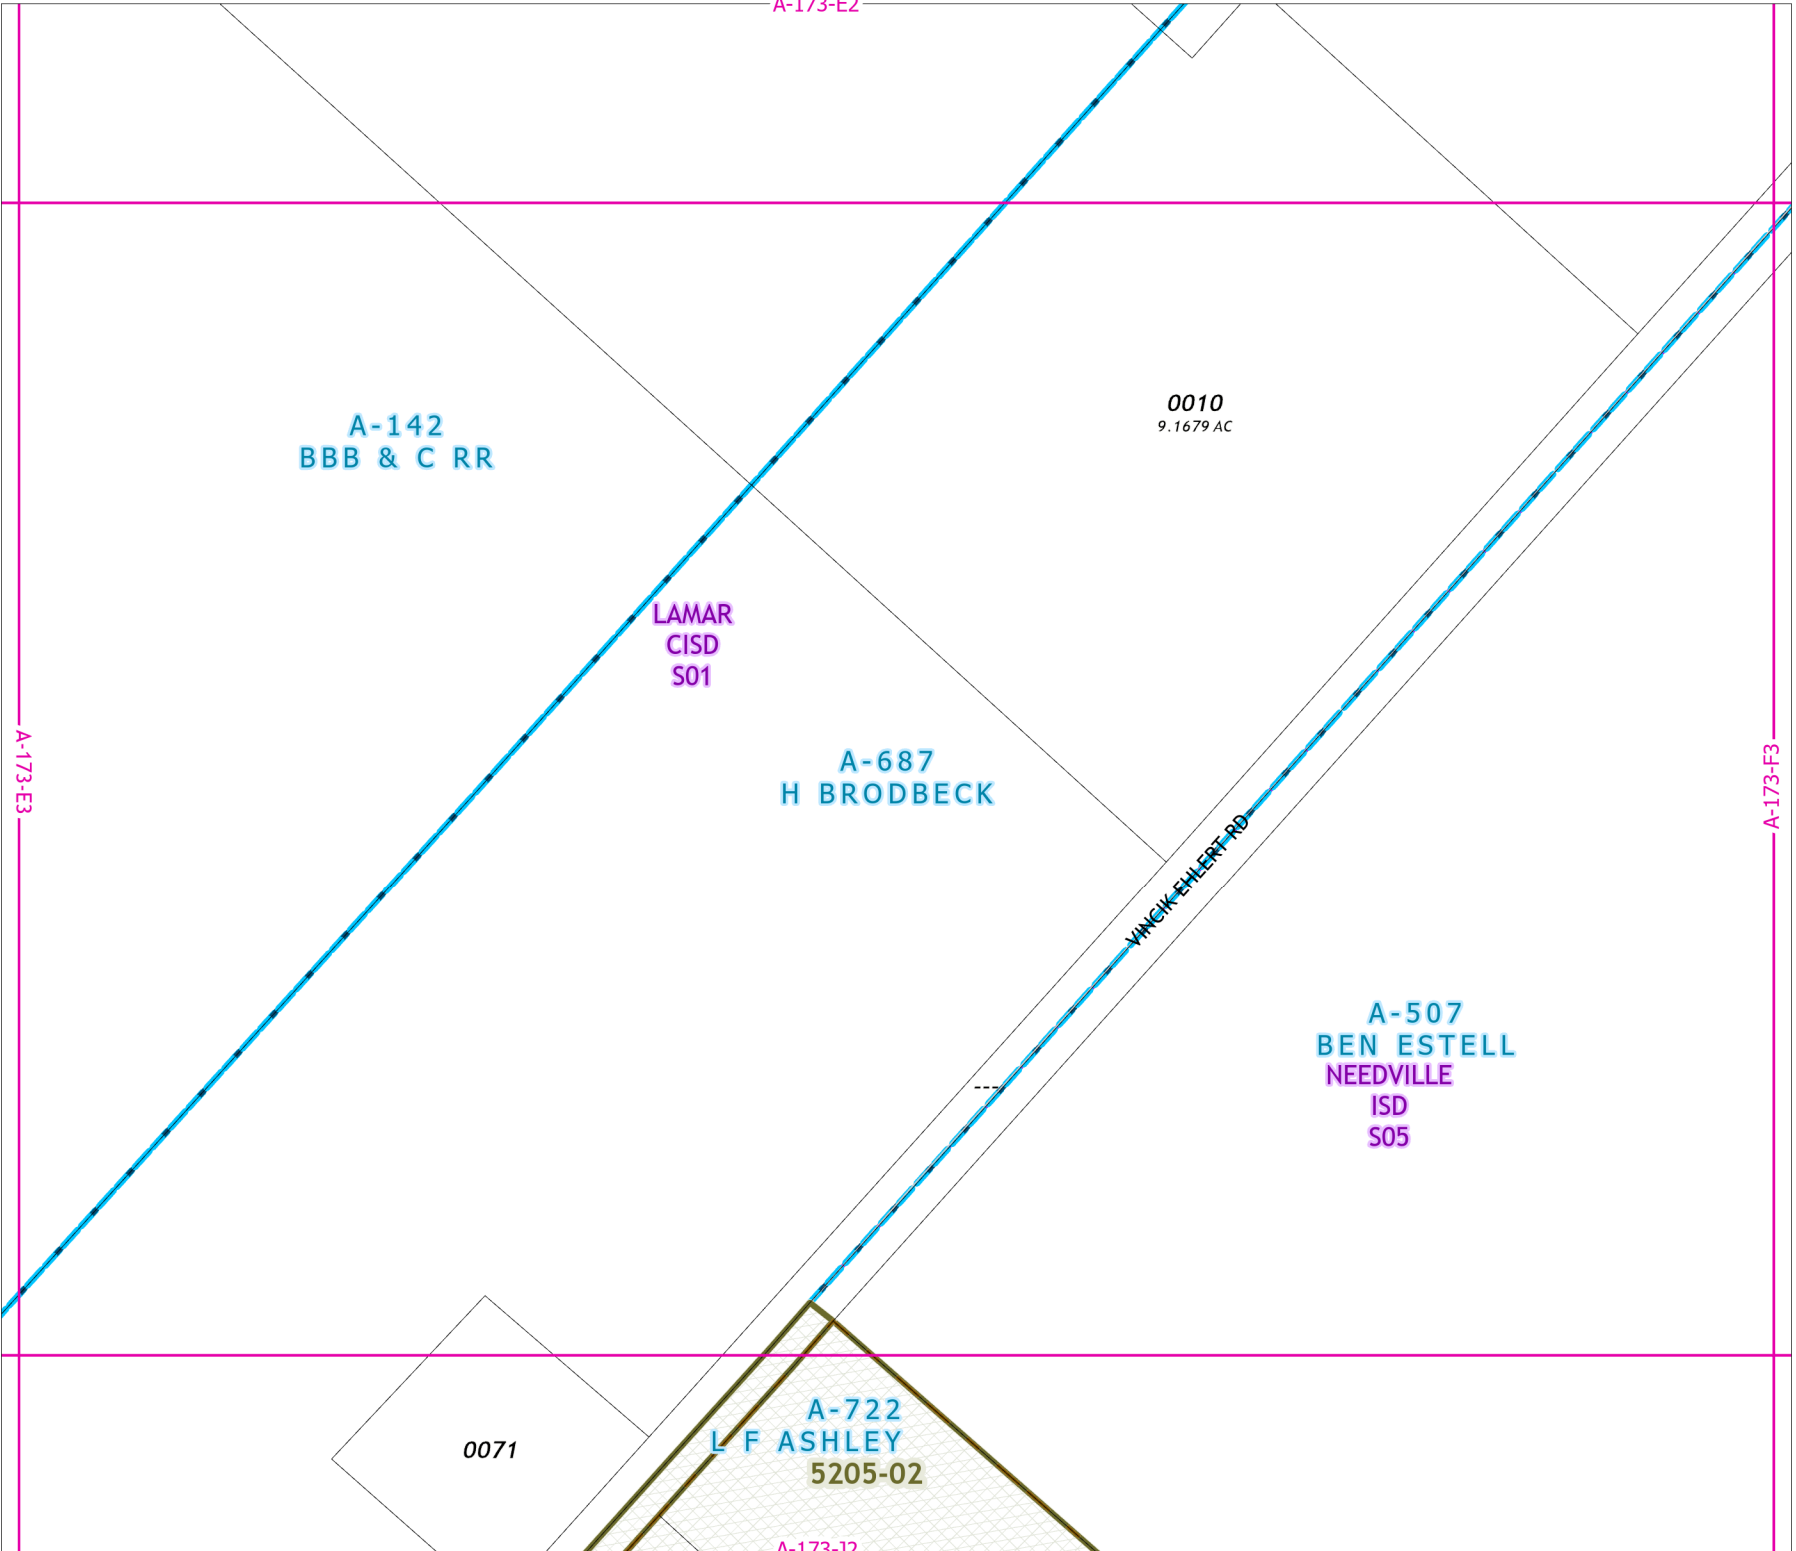 A-173-E2
0010
9.1679 AC
A-142
BBB & C RR
LAMAR
CISD
S01
A-687
H BRODBECK
A-173-E3
A-173-F3
VINCIK EHLERT RD
A-507
BEN ESTELL
NEEDVILLE
ISD
S05
A-722
L F ASHLEY
5205-02
0071
A-173-J2